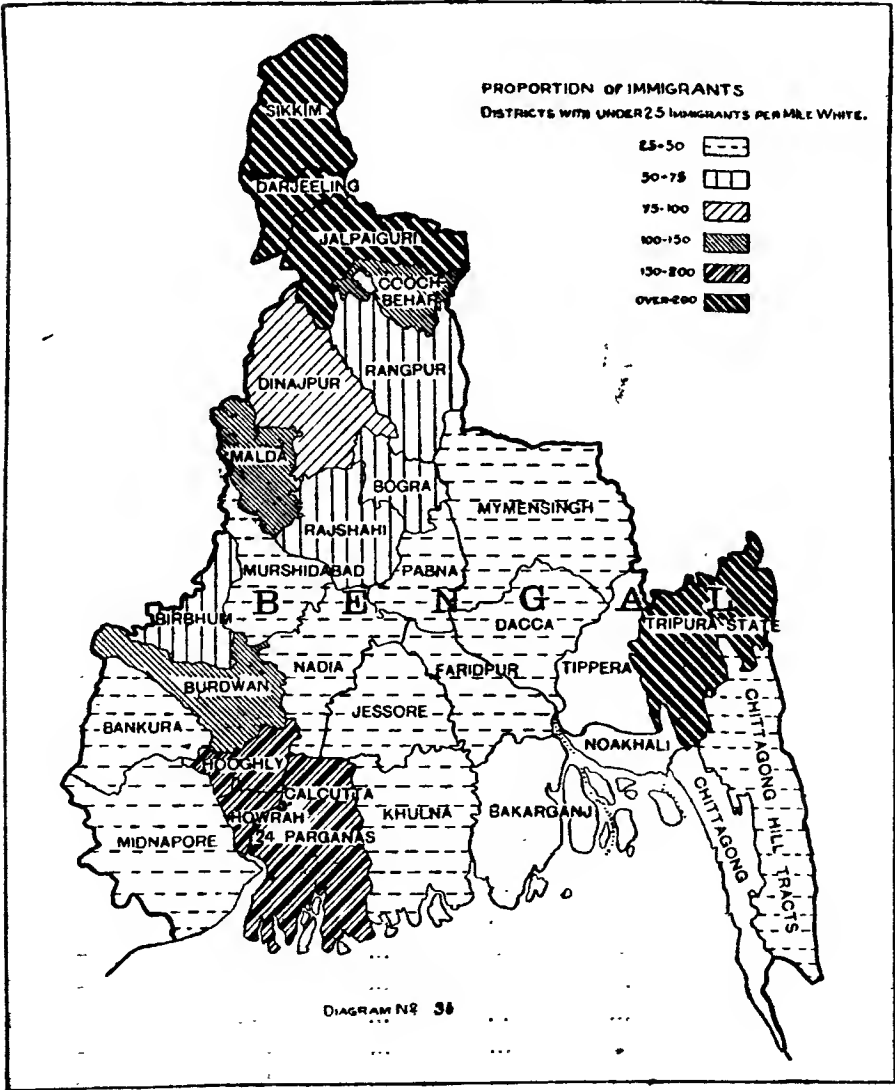 PROPORTION OF IMMIGRANTS
DISTRICTS WITH UNDER 25 IMMIGRANTS PER MILE WHITE.
25-50
50-75
75-100
100-150
150-200
OVER-200
SIKKIM
DARJEELING
JALPAIGURI
COOCH
BEHAR
DINAJPUR
RANGPUR
MALDA
BOGRA
MYMENSINGH
RAJSHAHI
MURSHIDABAD
PABNA
BENGAL
BIRBHUM
DACCA
TRIPURA STATE
NADIA
FARIDPUR
TIPPERA
BURDWAN
JESSORE
BANKURA
NOAKHALI
HOOGHLY
CALCUTTA
HOWRAH
24 PARGANAS
KHULNA
BAKARGANJ
MIDNAPORE
CHITTAGONG
CHITTAGONG HILL TRACTS
DIAGRAM Nº 35